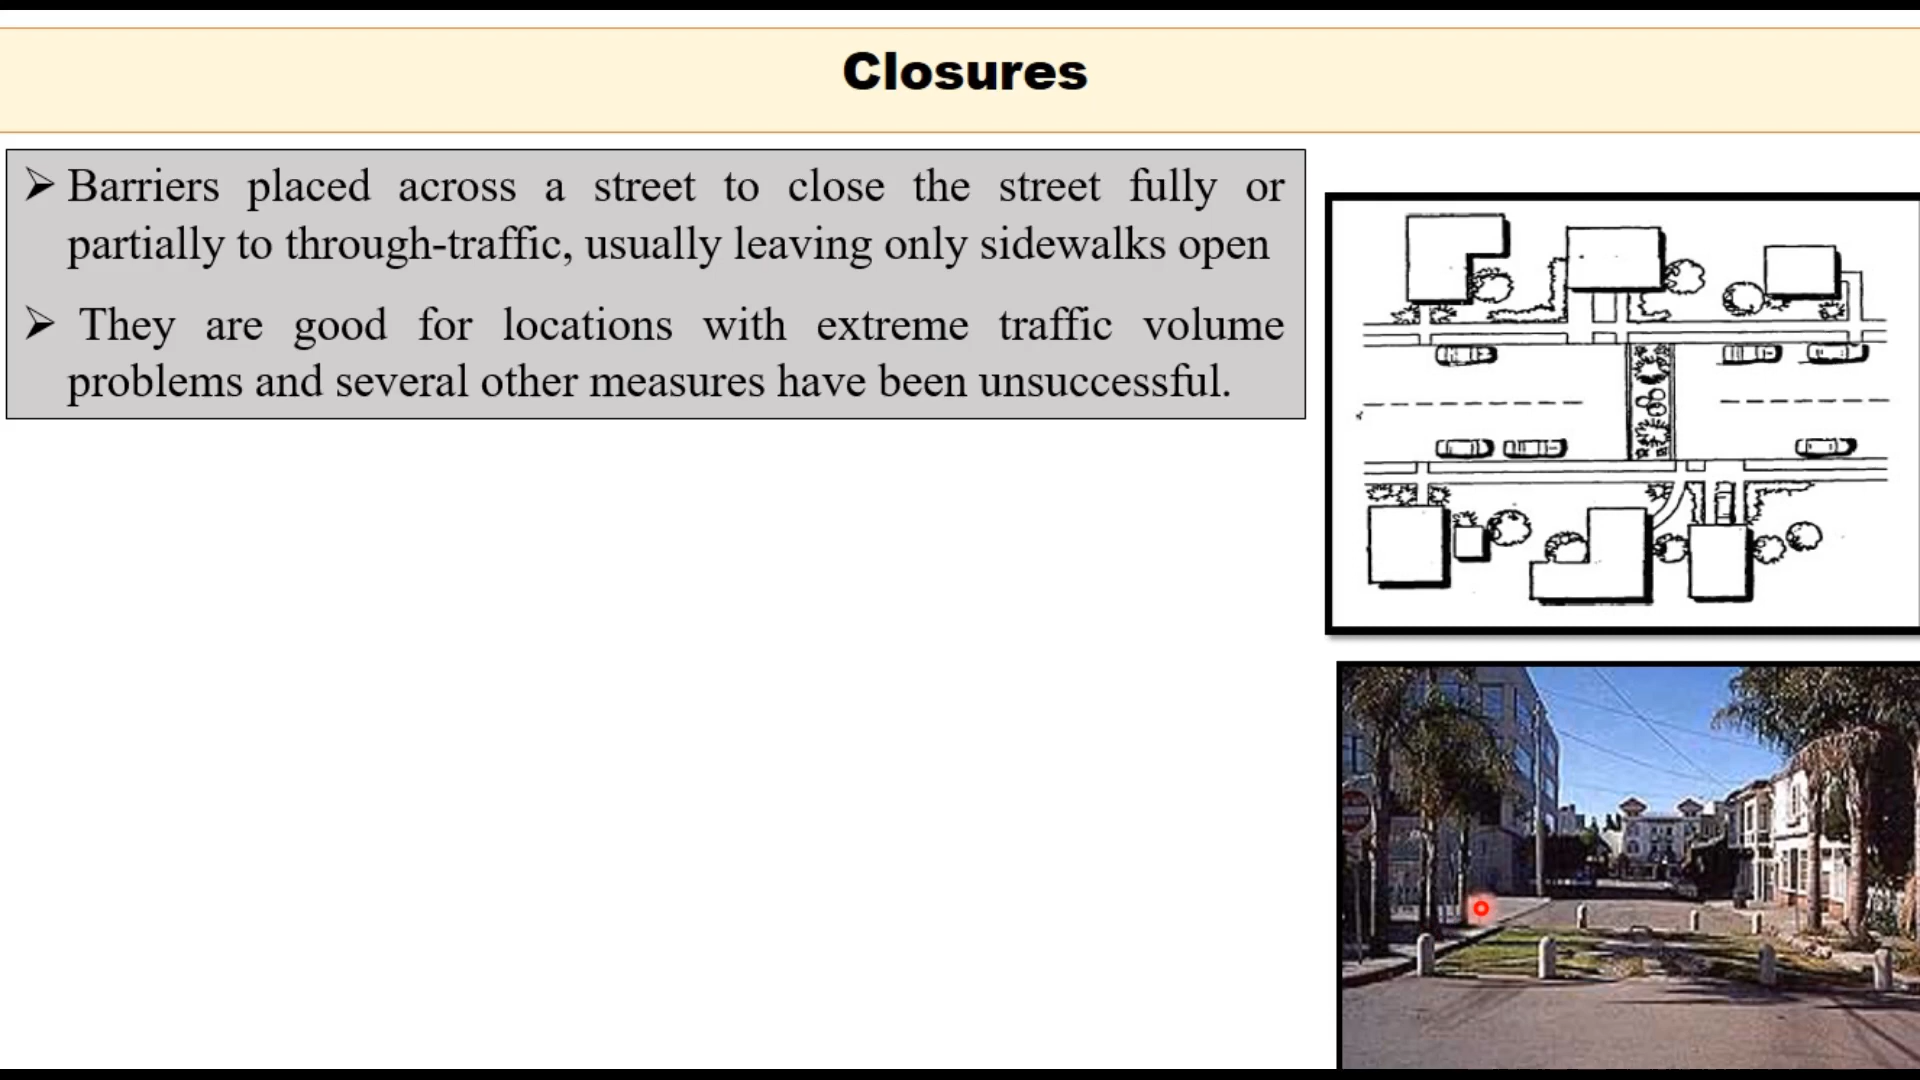 Closures
➢ Barriers placed across a street to close the street fully or
partially to through-traffic, usually leaving only sidewalks open
➢ They are good for locations with extreme traffic volume
problems and several other measures have been unsuccessful.